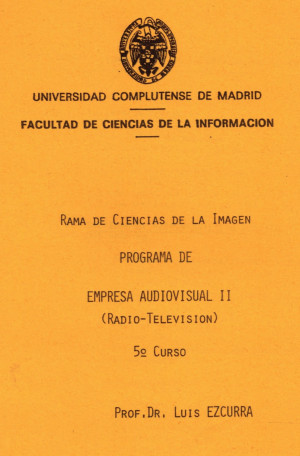 UNIVERSIDAD COMPLUTENSE DE MADRID
FACULTAD DE CIENCIAS DE LA INFORMACION
RAMA DE CIENCIAS DE LA IMAGEN
PROGRAMA DE
EMPRESA AUDIOVISUAL II
(RADIO-TELEVISION)
5º CURSO
PROF.DR. LUIS EZCURRA